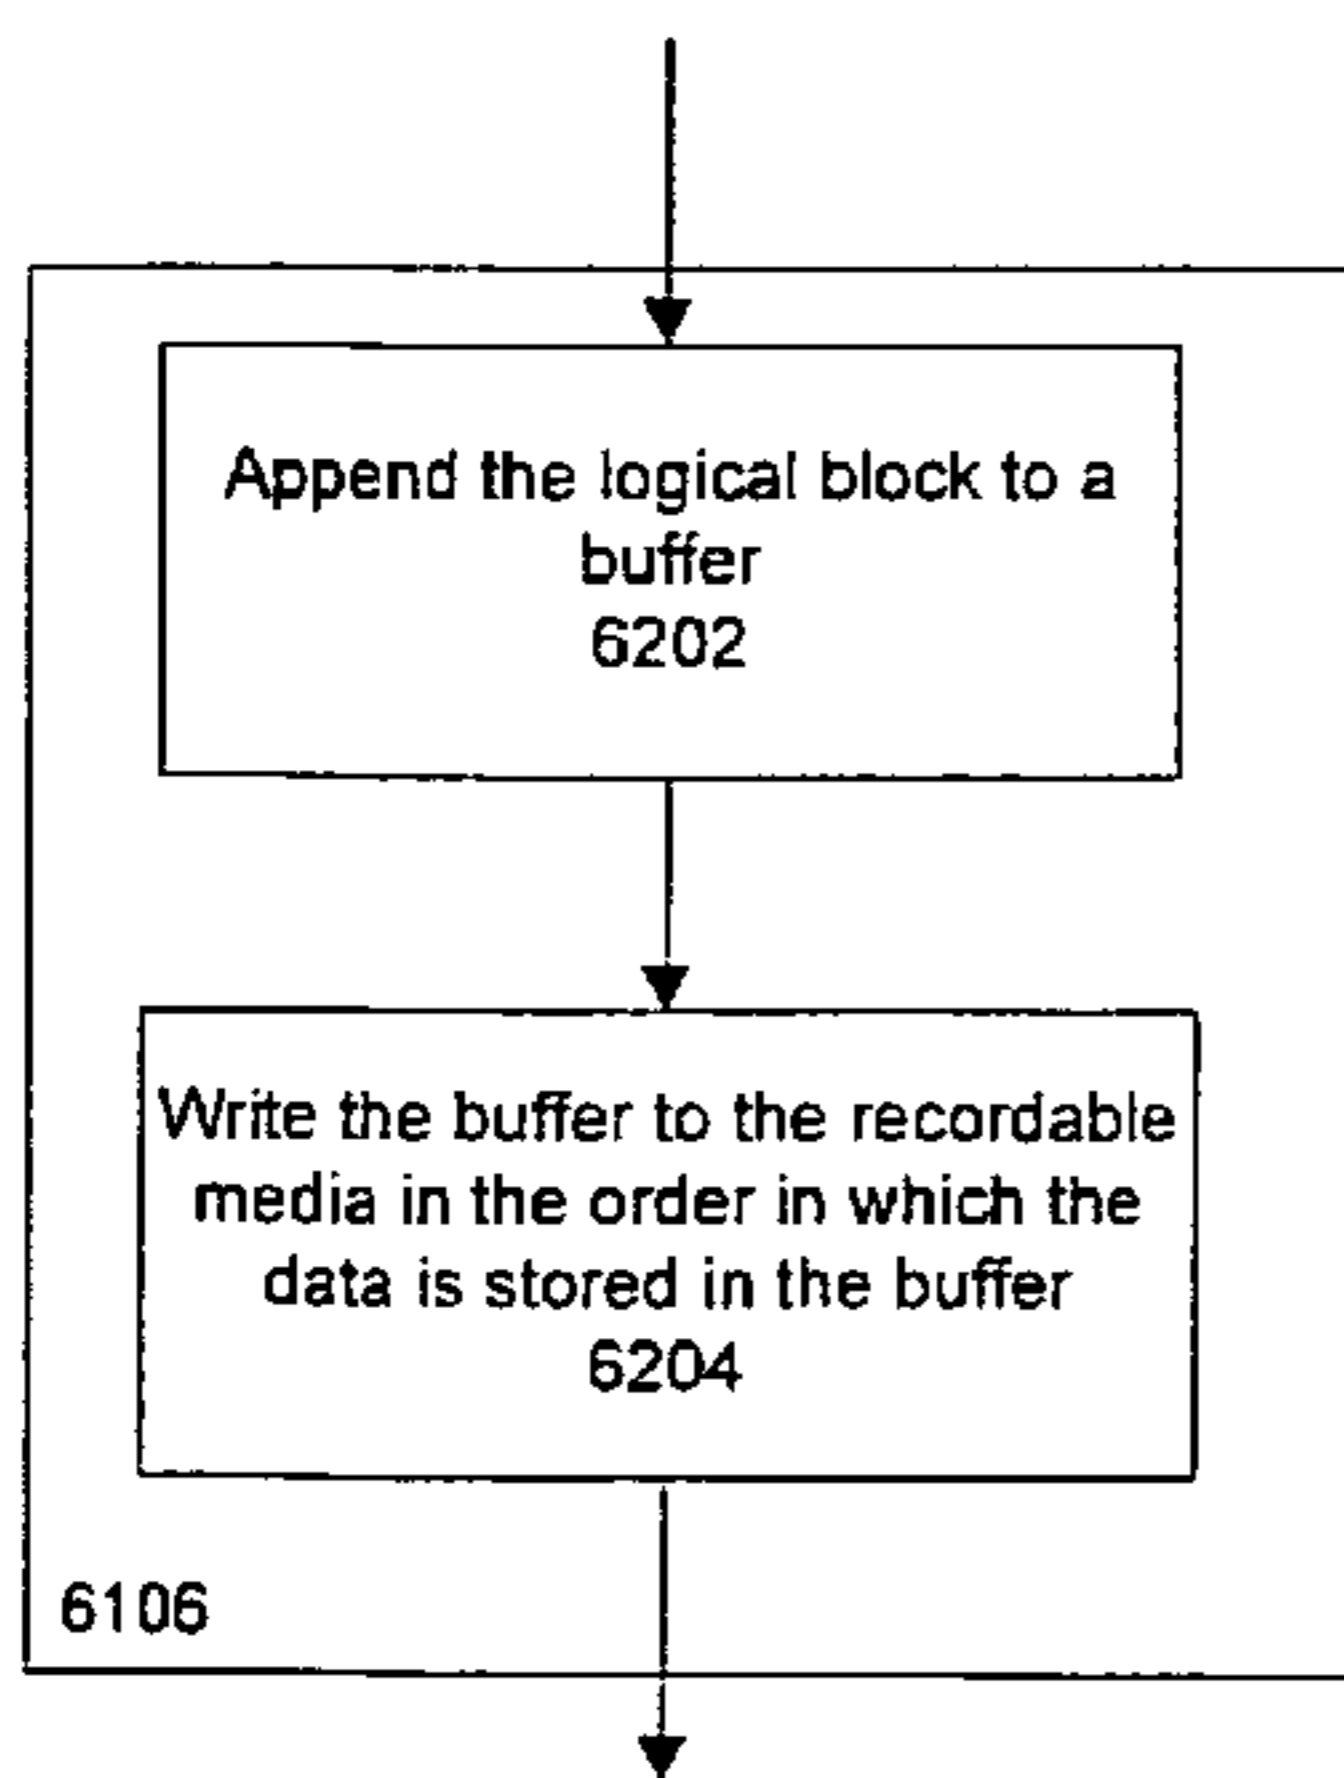 Append the logical block to a
buffer
6202
Write the buffer to the recordable
media in the order in which the
data is stored in the buffer
6204
6106